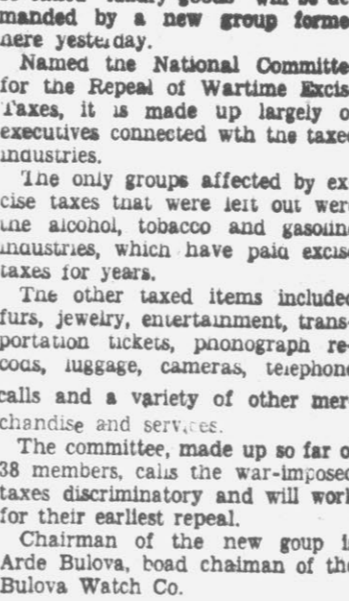 manded by a new group forme
here yesterday.
Named the National Committe
for the Repeal of Wartime Excis
Taxes, it is made up largely o
executives connected wth the taxe
industries.
The only groups affected by ex
cise taxes that were left out wer
the alcohol, tobacco and gasolin
industries, which have paid excis
taxes for years.
The other taxed items included
furs, jewelry, entertainment, trans-
portation tickets, phonograph re-
cods, luggage, cameras, telephone
calls and a variety of other mer
chandise and services.
The committee, made up so far o
38 members, calls the war-imposed
taxes discriminatory and will work
for their earliest repeal.
Chairman of the new goup i
Arde Bulova, boad chaiman of the
Bulova Watch Co.